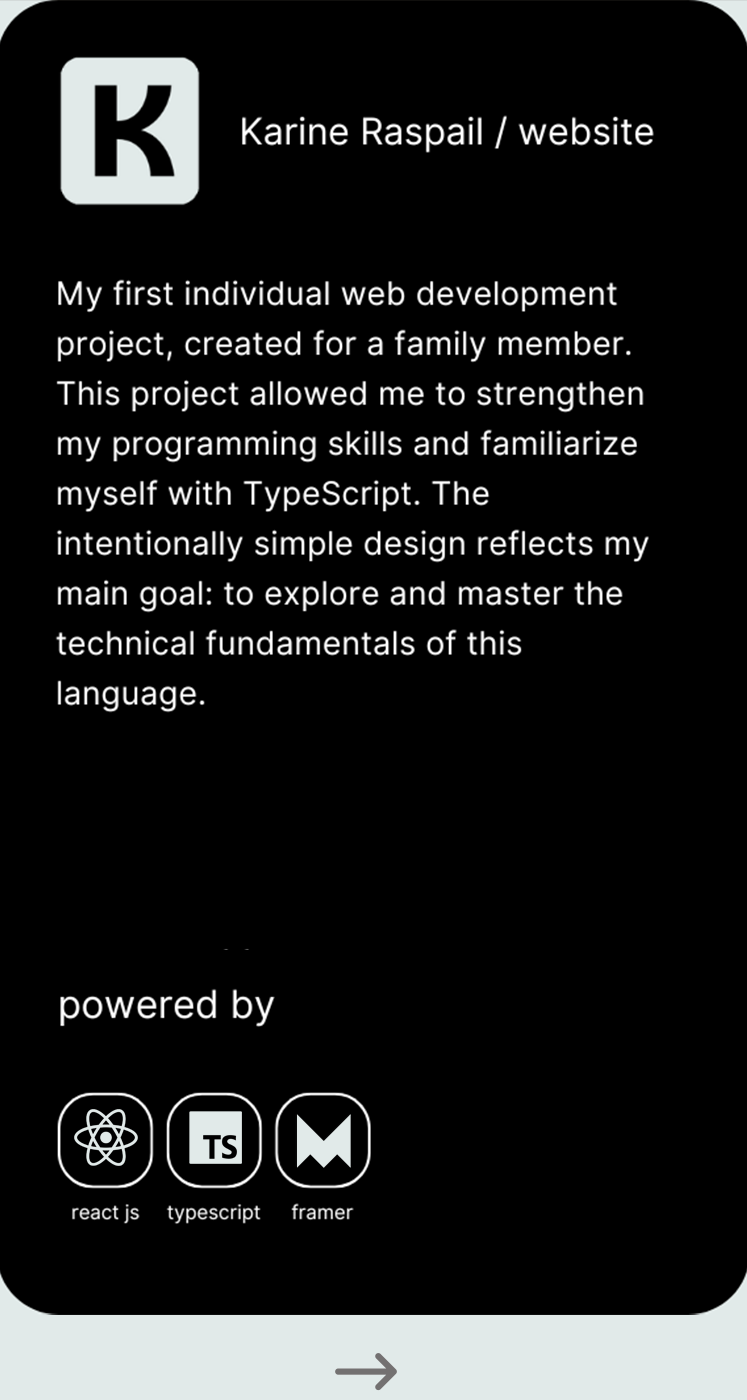 K
Karine Raspail / website
My first individual web development
project, created for a family member.
This project allowed me to strengthen
my programming skills and familiarize
myself with TypeScript. The
intentionally simple design reflects my
main goal: to explore and master the
technical fundamentals of this
language.
powered by
TS
react js typescript framer